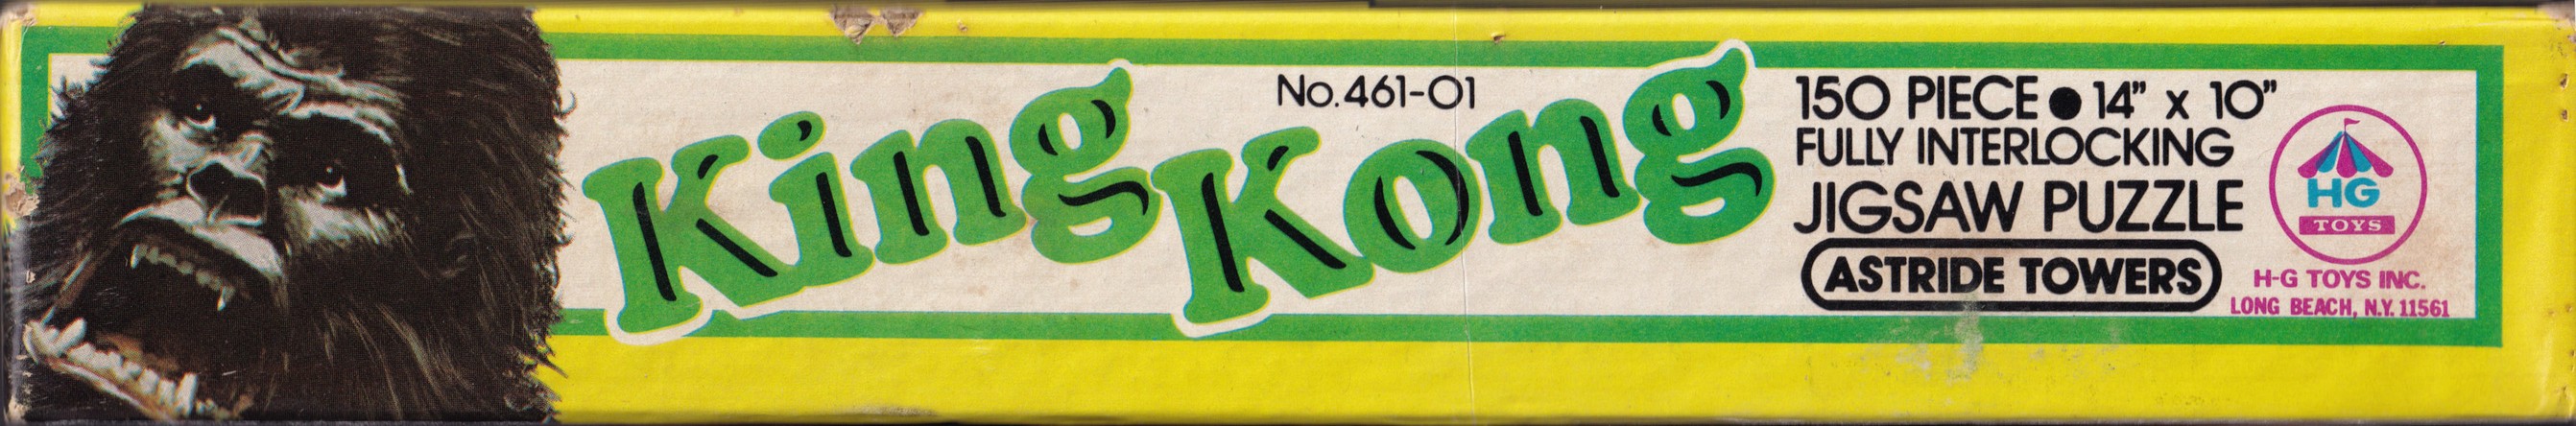 No.461-01
King Kong
150 PIECE ● 14" x 10"
FULLY INTERLOCKING
JIGSAW PUZZLE
ASTRIDE TOWERS
HG
TOYS
H-G TOYS INC.
LONG BEACH, N.Y. 11561